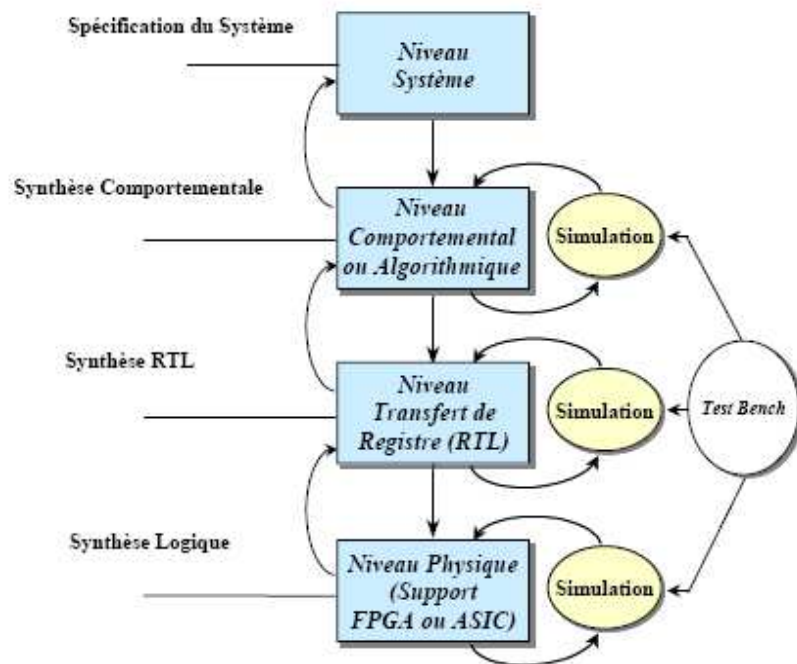 Spécification du Système
Niveau
Système
Synthèse Comportementale
Niveau
Comportemental
ou Algorithmique
Simulation
Synthèse RTL
Niveau
Transfert de
Registre (RTL)
Simulation
Test Bench
Synthèse Logique
Niveau Physique
(Support
FPGA ou ASIC)
Simulation